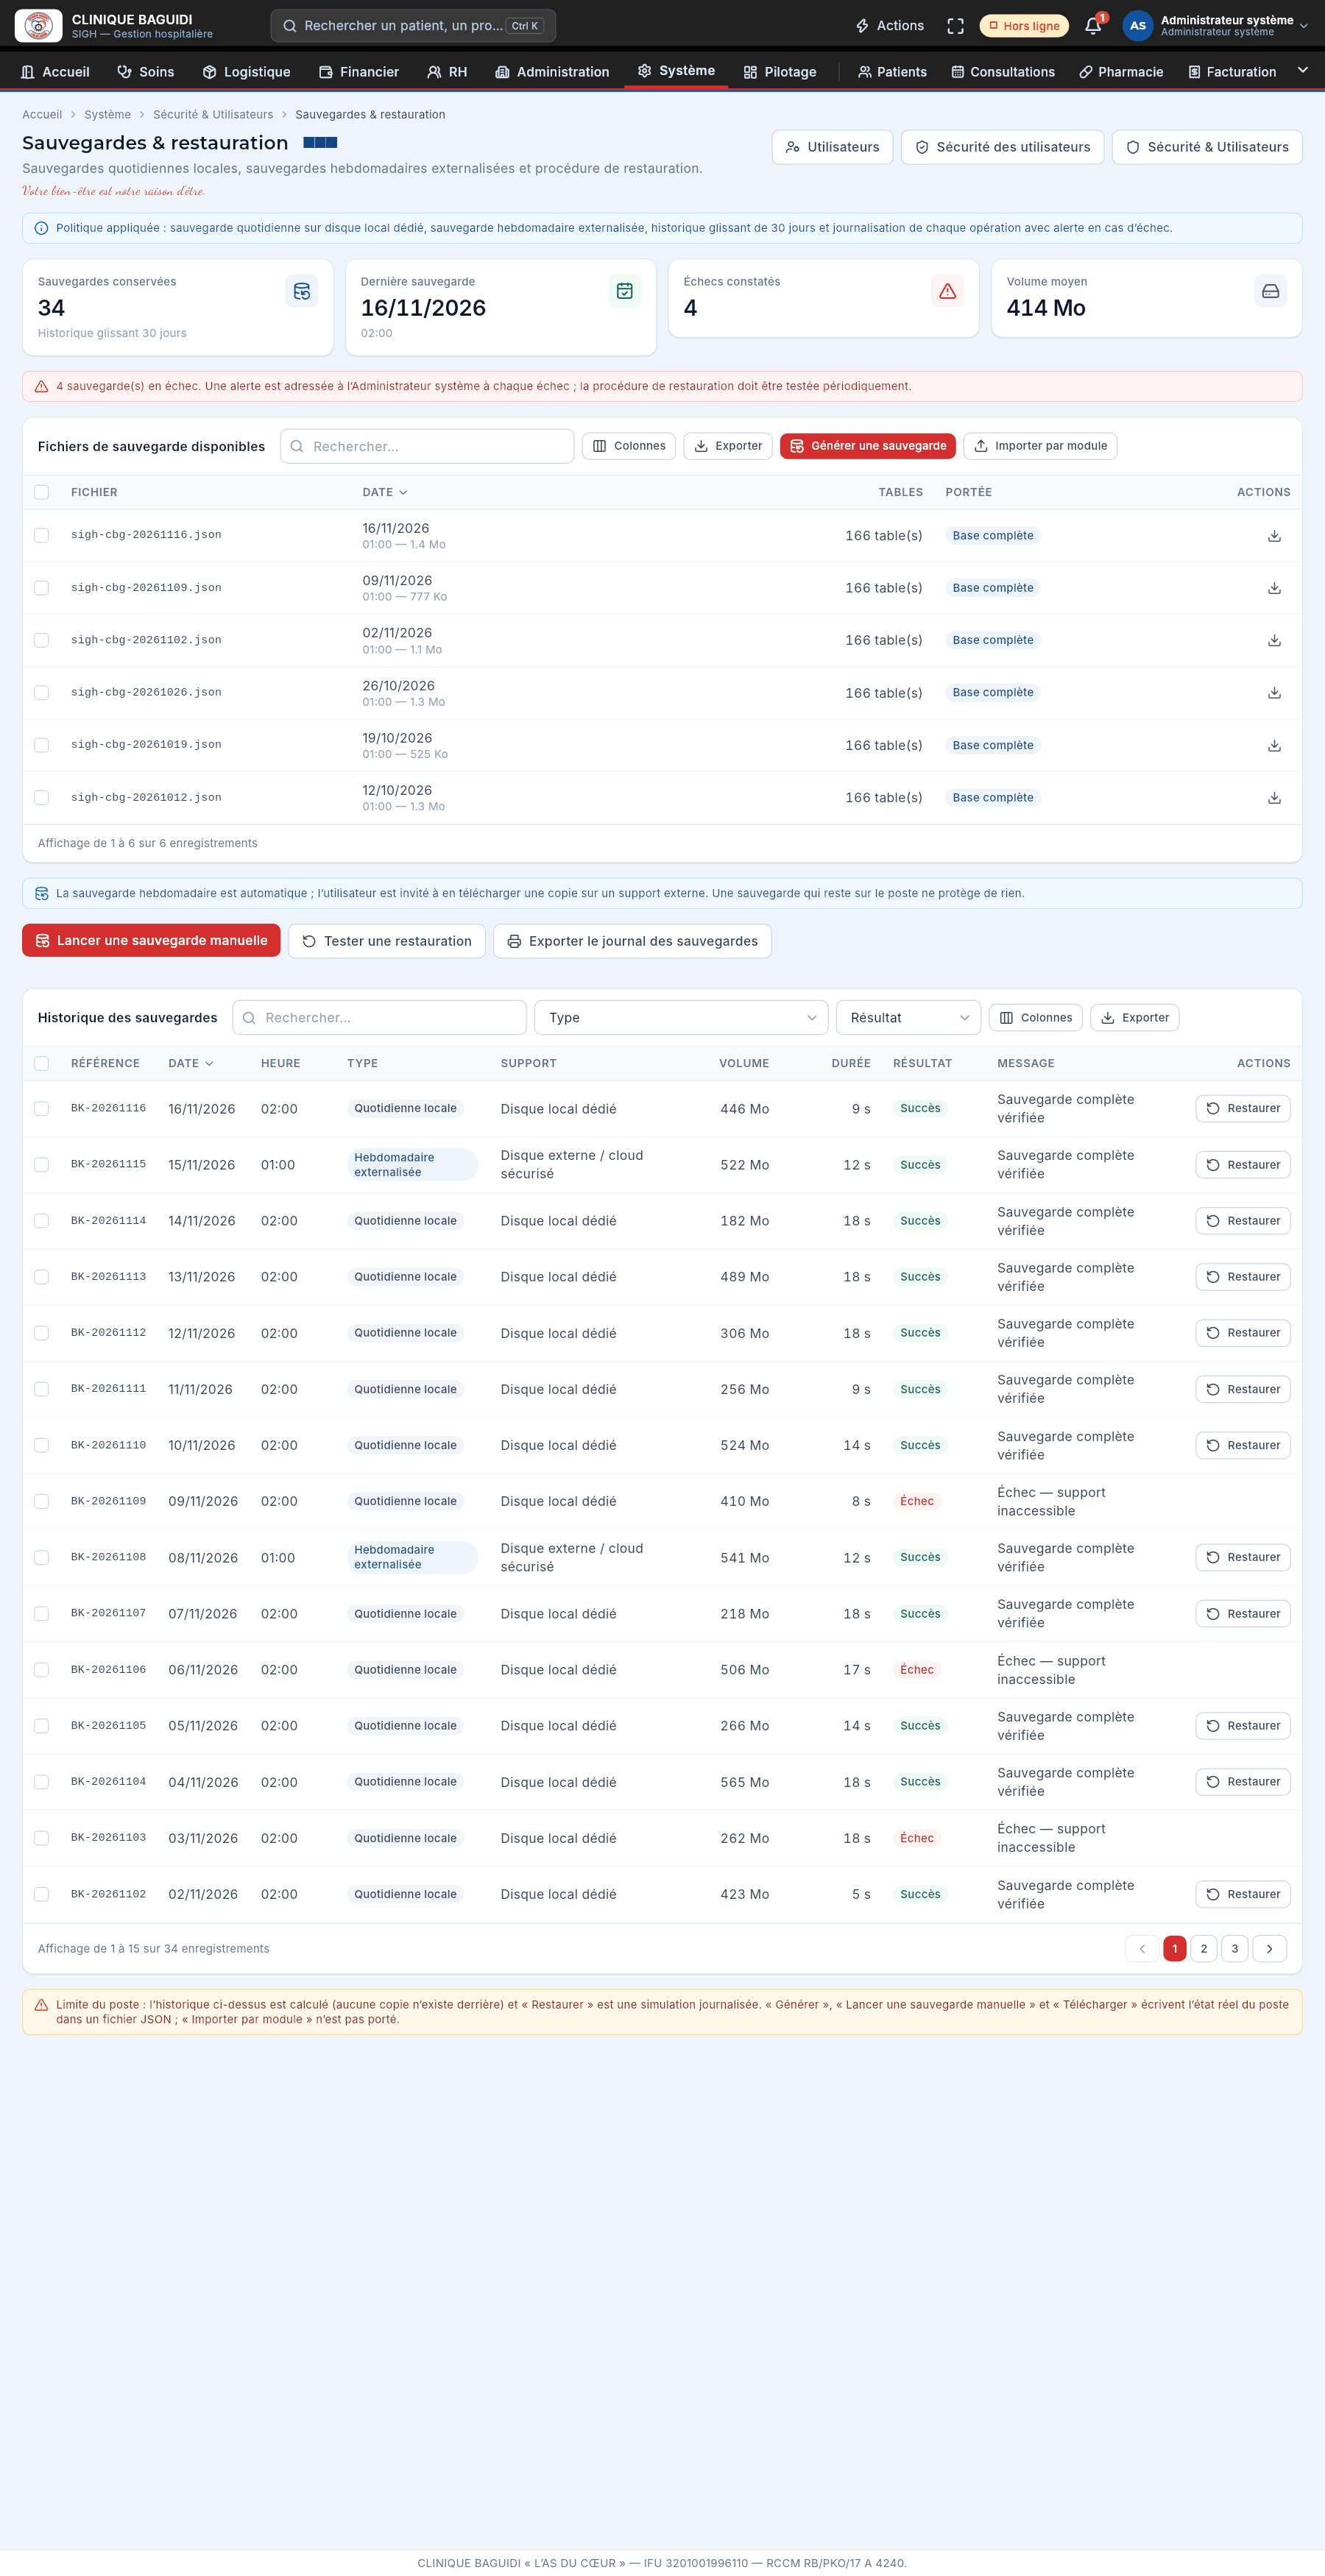 CLINIQUE BAGUIDI
SIGH — Gestion hospitalière
Rechercher un patient, un pro... Ctrl K
Actions
Hors ligne
1
AS
Administrateur système
Administrateur système
Accueil Soins Logistique Financier RH Administration Système Pilotage Patients Consultations Pharmacie Facturation
Accueil > Système > Sécurité & Utilisateurs > Sauvegardes & restauration
Sauvegardes & restauration
Utilisateurs Sécurité des utilisateurs Sécurité & Utilisateurs
Sauvegardes quotidiennes locales, sauvegardes hebdomadaires externalisées et procédure de restauration.
Votre bien-être est notre raison d'être.
Politique appliquée : sauvegarde quotidienne sur disque local dédié, sauvegarde hebdomadaire externalisée, historique glissant de 30 jours et journalisation de chaque opération avec alerte en cas d'échec.
Sauvegardes conservées
34
Historique glissant 30 jours
Dernière sauvegarde
16/11/2026
02:00
Échecs constatés
4
Volume moyen
414 Mo
4 sauvegarde(s) en échec. Une alerte est adressée à l'Administrateur système à chaque échec ; la procédure de restauration doit être testée périodiquement.
Fichiers de sauvegarde disponibles Rechercher... Colonnes Exporter Générer une sauvegarde Importer par module
FICHIER DATE TABLES PORTÉE ACTIONS
sigh-cbg-20261116.json 16/11/2026 166 table(s) Base complète
01:00 — 1.4 Mo
sigh-cbg-20261109.json 09/11/2026 166 table(s) Base complète
01:00 — 777 Ko
sigh-cbg-20261102.json 02/11/2026 166 table(s) Base complète
01:00 — 1.1 Mo
sigh-cbg-20261026.json 26/10/2026 166 table(s) Base complète
01:00 — 1.3 Mo
sigh-cbg-20261019.json 19/10/2026 166 table(s) Base complète
01:00 — 525 Ko
sigh-cbg-20261012.json 12/10/2026 166 table(s) Base complète
01:00 — 1.3 Mo
Affichage de 1 à 6 sur 6 enregistrements
La sauvegarde hebdomadaire est automatique ; l'utilisateur est invité à en télécharger une copie sur un support externe. Une sauvegarde qui reste sur le poste ne protège de rien.
Lancer une sauvegarde manuelle Tester une restauration Exporter le journal des sauvegardes
Historique des sauvegardes Rechercher... Type Résultat Colonnes Exporter
RÉFÉRENCE DATE HEURE TYPE SUPPORT VOLUME DURÉE RÉSULTAT MESSAGE ACTIONS
BK-20261116 16/11/2026 02:00 Quotidienne locale Disque local dédié 446 Mo 9 s Succès Sauvegarde complète vérifiée Restaurer
BK-20261115 15/11/2026 01:00 Hebdomadaire externalisée Disque externe / cloud sécurisé 522 Mo 12 s Succès Sauvegarde complète vérifiée Restaurer
BK-20261114 14/11/2026 02:00 Quotidienne locale Disque local dédié 182 Mo 18 s Succès Sauvegarde complète vérifiée Restaurer
BK-20261113 13/11/2026 02:00 Quotidienne locale Disque local dédié 489 Mo 18 s Succès Sauvegarde complète vérifiée Restaurer
BK-20261112 12/11/2026 02:00 Quotidienne locale Disque local dédié 306 Mo 18 s Succès Sauvegarde complète vérifiée Restaurer
BK-20261111 11/11/2026 02:00 Quotidienne locale Disque local dédié 256 Mo 9 s Succès Sauvegarde complète vérifiée Restaurer
BK-20261110 10/11/2026 02:00 Quotidienne locale Disque local dédié 524 Mo 14 s Succès Sauvegarde complète vérifiée Restaurer
BK-20261109 09/11/2026 02:00 Quotidienne locale Disque local dédié 410 Mo 8 s Échec Échec — support inaccessible
BK-20261108 08/11/2026 01:00 Hebdomadaire externalisée Disque externe / cloud sécurisé 541 Mo 12 s Succès Sauvegarde complète vérifiée Restaurer
BK-20261107 07/11/2026 02:00 Quotidienne locale Disque local dédié 218 Mo 18 s Succès Sauvegarde complète vérifiée Restaurer
BK-20261106 06/11/2026 02:00 Quotidienne locale Disque local dédié 506 Mo 17 s Échec Échec — support inaccessible
BK-20261105 05/11/2026 02:00 Quotidienne locale Disque local dédié 266 Mo 14 s Succès Sauvegarde complète vérifiée Restaurer
BK-20261104 04/11/2026 02:00 Quotidienne locale Disque local dédié 565 Mo 18 s Succès Sauvegarde complète vérifiée Restaurer
BK-20261103 03/11/2026 02:00 Quotidienne locale Disque local dédié 262 Mo 18 s Échec Échec — support inaccessible
BK-20261102 02/11/2026 02:00 Quotidienne locale Disque local dédié 423 Mo 5 s Succès Sauvegarde complète vérifiée Restaurer
Affichage de 1 à 15 sur 34 enregistrements
1 2 3
Limite du poste : l'historique ci-dessus est calculé (aucune copie n'existe derrière) et « Restaurer » est une simulation journalisée. « Générer », « Lancer une sauvegarde manuelle » et « Télécharger » écrivent l'état réel du poste
dans un fichier JSON ; « Importer par module » n'est pas porté.
CLINIQUE BAGUIDI « L'AS DU CŒUR » — IFU 3201001996110 — RCCM RB/PKO/17 A 4240.